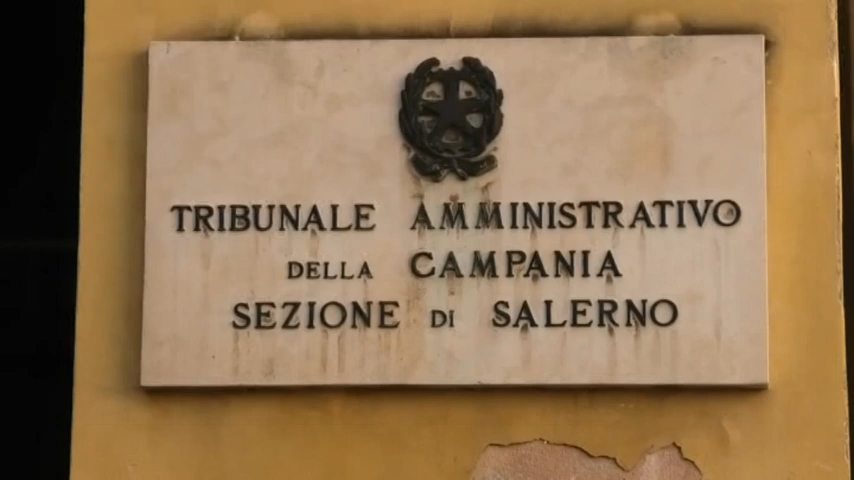 TRIBUNALE AMMINISTRATIVO
DELLA CAMPANIA
SEZIONE DI SALERNO